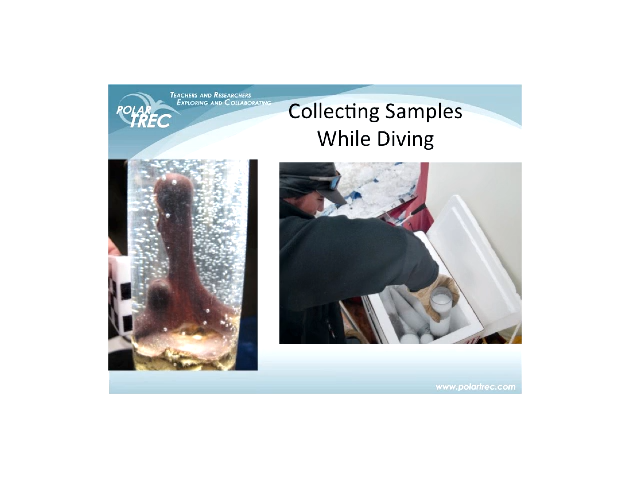 TEACHERS AND RESEARCHERS
EXPLORING AND COLLABORATING
POLAR
TREC
Collecting Samples
While Diving
www.polartrec.com